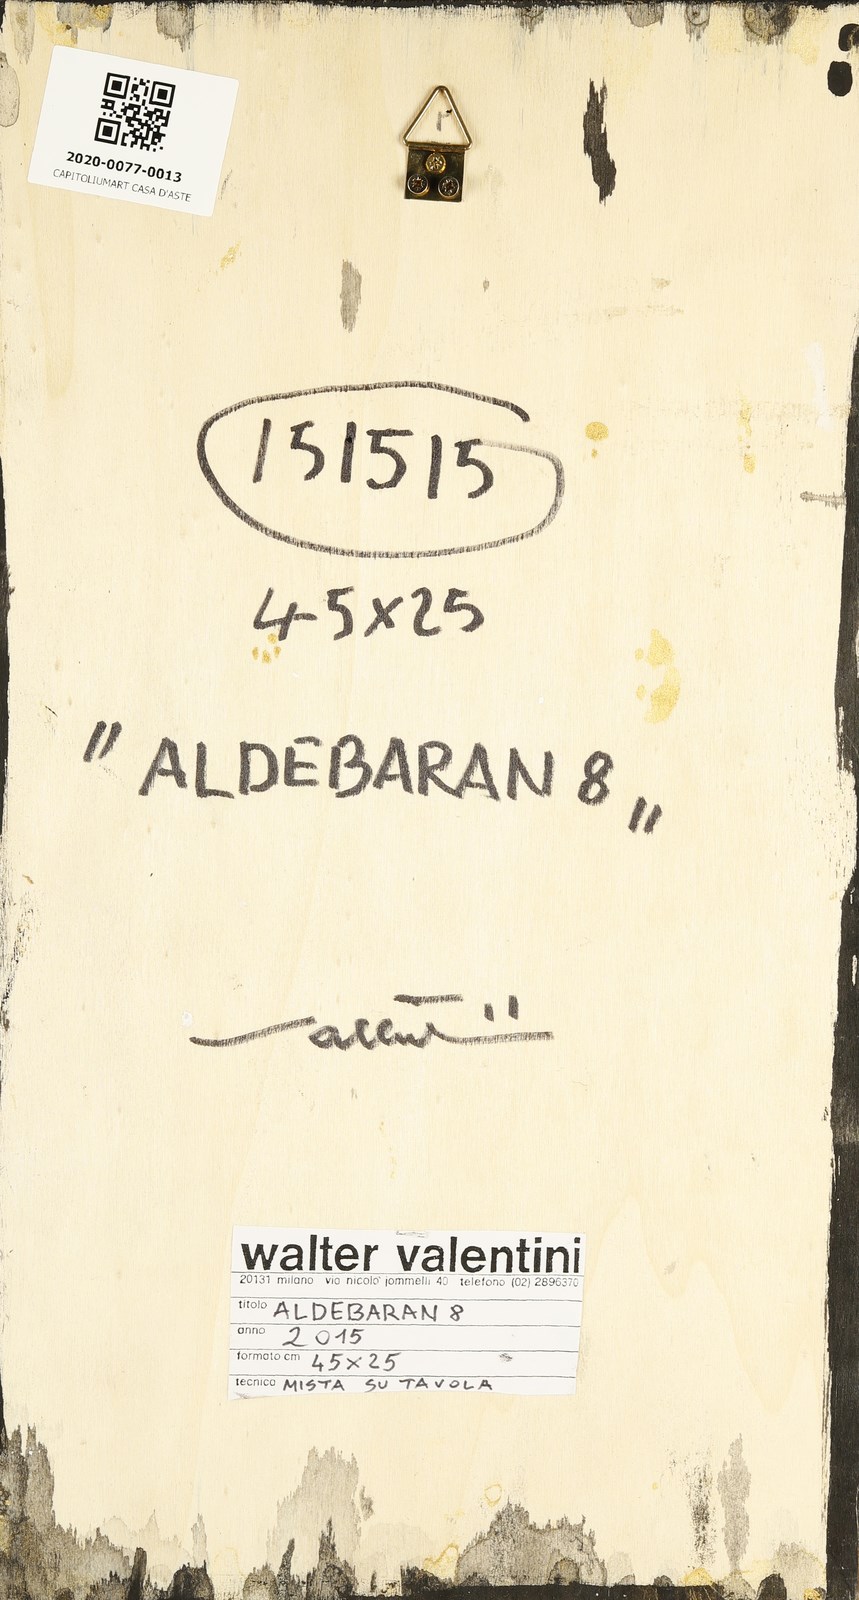 2020-0077-0013
CAPITOLIUMART CASA D'ASTE
151515
45x25
"ALDEBARAN 8„
walter valentini
20131 milano via nicolo' jommelli 40 telefono (02) 2896370
titolo ALDEBARAN 8
anno 2015
formato cm 45x25
tecnica MISTA SU TAVOLA